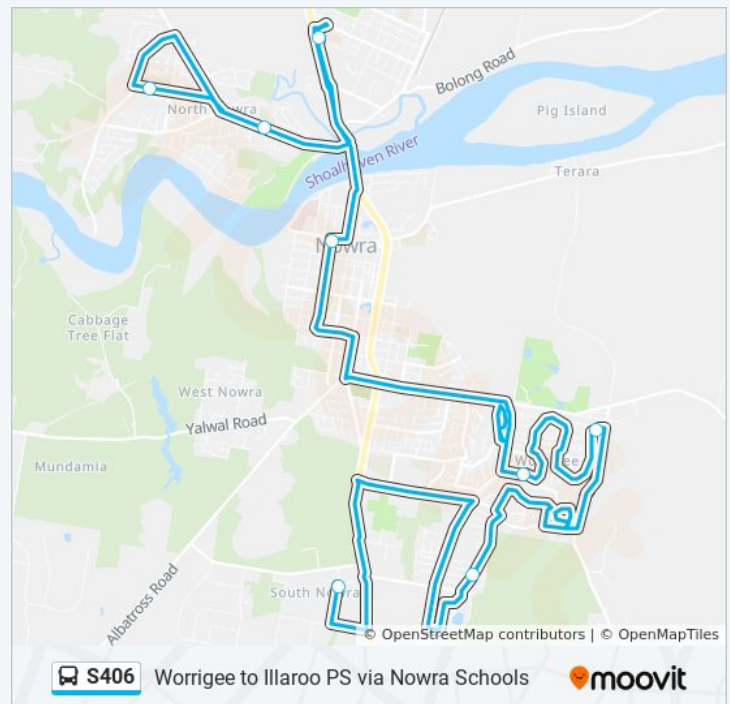 Bolong Road
North Nowra
Pig Island
Shoalhaven River
Terara
Nowra
Cabbage
Tree Flat
West Nowra
Yalwal Road
Mundamia
Worrigee
Albatross Road
South Nowra
© OpenStreetMap contributors | © OpenMapTiles
S406 Worrigee to Illaroo PS via Nowra Schools moovit